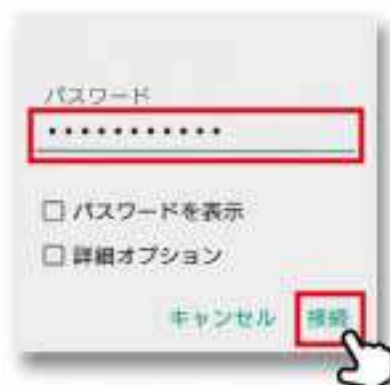 パスワード
•••••••••••
□ パスワードを表示
□ 詳細オプション
キャンセル 接続